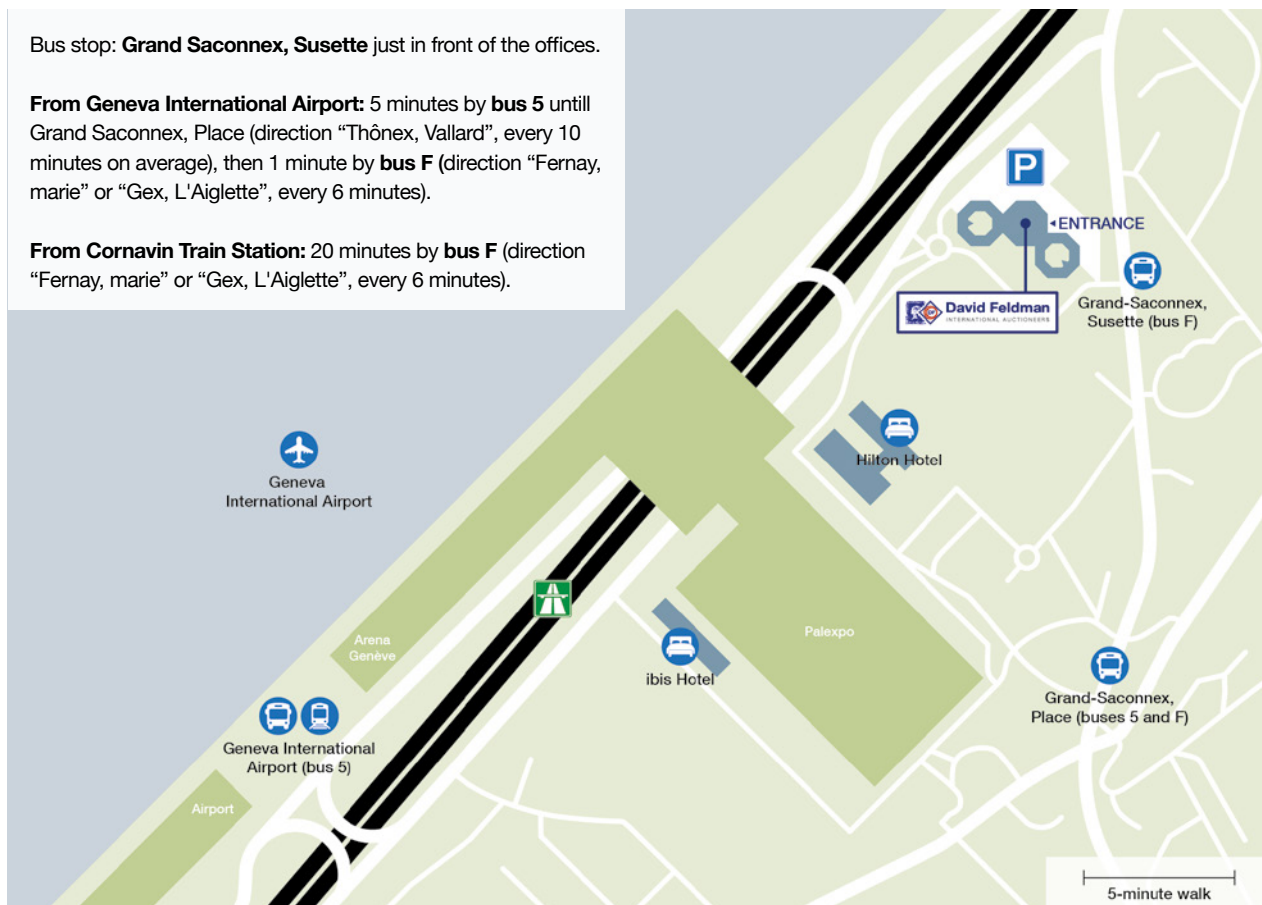 Bus stop: Grand Saconnex, Susette just in front of the offices.
From Geneva International Airport: 5 minutes by bus 5 untill
Grand Saconnex, Place (direction “Thônex, Vallard”, every 10
minutes on average), then 1 minute by bus F (direction “Fernay,
marie” or “Gex, L'Aiglette”, every 6 minutes).
From Cornavin Train Station: 20 minutes by bus F (direction
“Fernay, marie” or “Gex, L'Aiglette”, every 6 minutes).
P
ENTRANCE
David Feldman
INTERNATIONAL AUCTIONEERS
Grand-Saconnex,
Susette (bus F)
Hilton Hotel
Geneva
International Airport
Arena
Genève
Palexpo
ibis Hotel
Grand-Saconnex,
Place (buses 5 and F)
Geneva International
Airport (bus 5)
Airport
5-minute walk